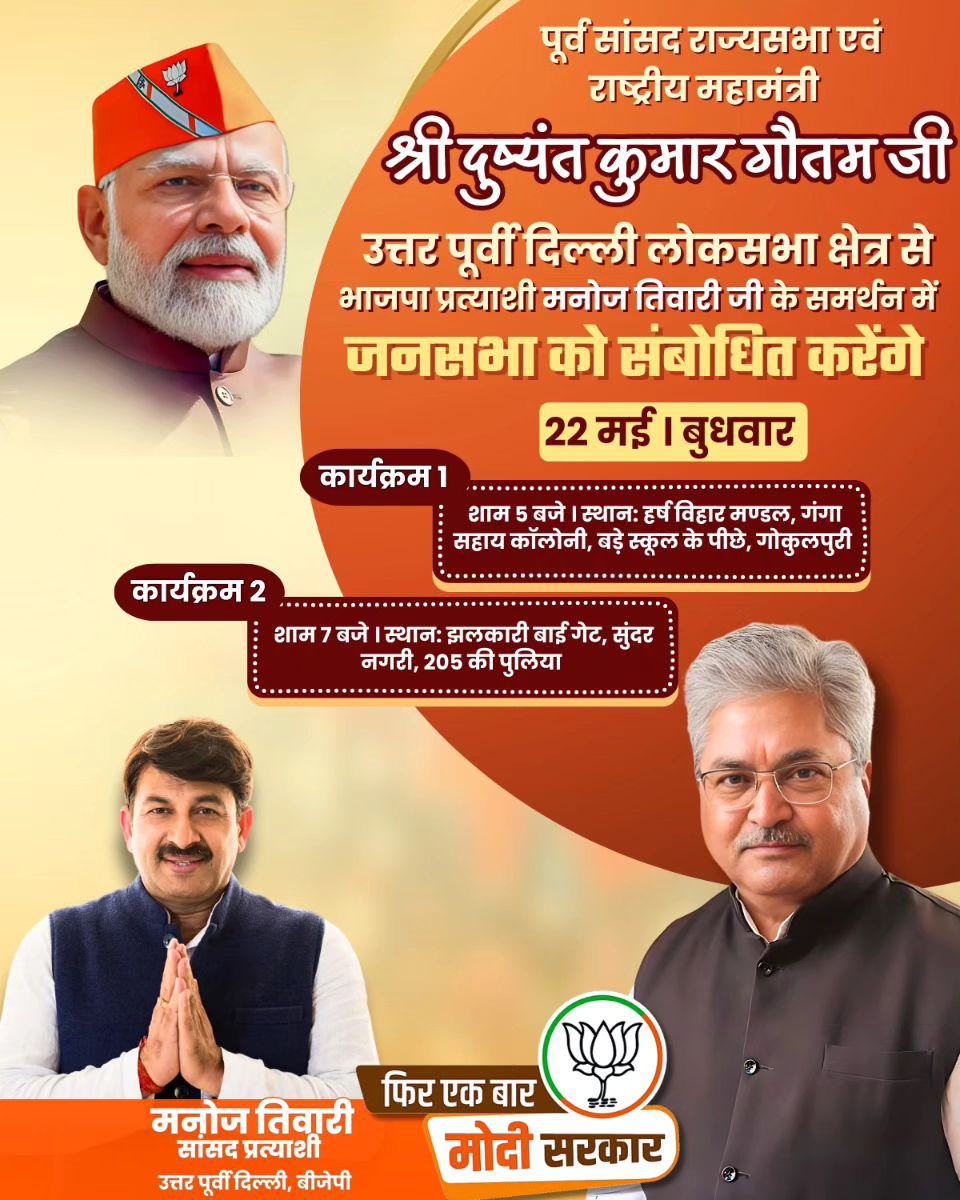 पूर्व सांसद राज्यसभा एवं
राष्ट्रीय महामंत्री
श्री दुष्यंत कुमार गौतम जी
उत्तर पूर्वी दिल्ली लोकसभा क्षेत्र से
भाजपा प्रत्याशी मनोज तिवारी जी के समर्थन में
जनसभा को संबोधित करेंगे
22 मई । बुधवार
कार्यक्रम 1
शाम 5 बजे । स्थान: हर्ष विहार मण्डल, गंगा
सहाय कॉलोनी, बड़े स्कूल के पीछे, गोकुलपुरी
कार्यक्रम 2
शाम 7 बजे । स्थान: झलकारी बाई गेट, सुंदर
नगरी, 205 की पुलिया
मनोज तिवारी
सांसद प्रत्याशी
उत्तर पूर्वी दिल्ली, बीजेपी
फिर एक बार
मोदी सरकार